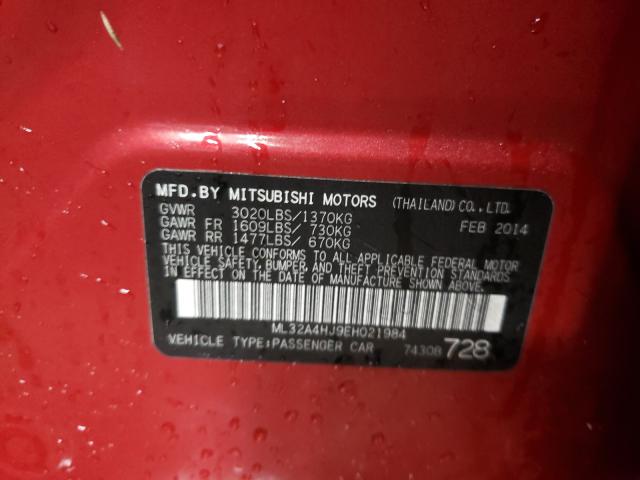 MFD.BY MITSUBISHI MOTORS (THAILAND) CO.,LTD.
GVWR 3020LBS/1370KG FEB 2014
GAWR FR 1609LBS/ 730KG
GAWR RR 1477LBS/ 670KG
THIS VEHICLE CONFORMS TO ALL APPLICABLE FEDERAL MOTOR
VEHICLE SAFETY, BUMPER, AND THEFT PREVENTION STANDARDS
IN EFFECT ON THE DATE OF MANUFACTURE SHOWN ABOVE.
ML32A4HJ9EH021984
VEHICLE TYPE:PASSENGER CAR 74308 728